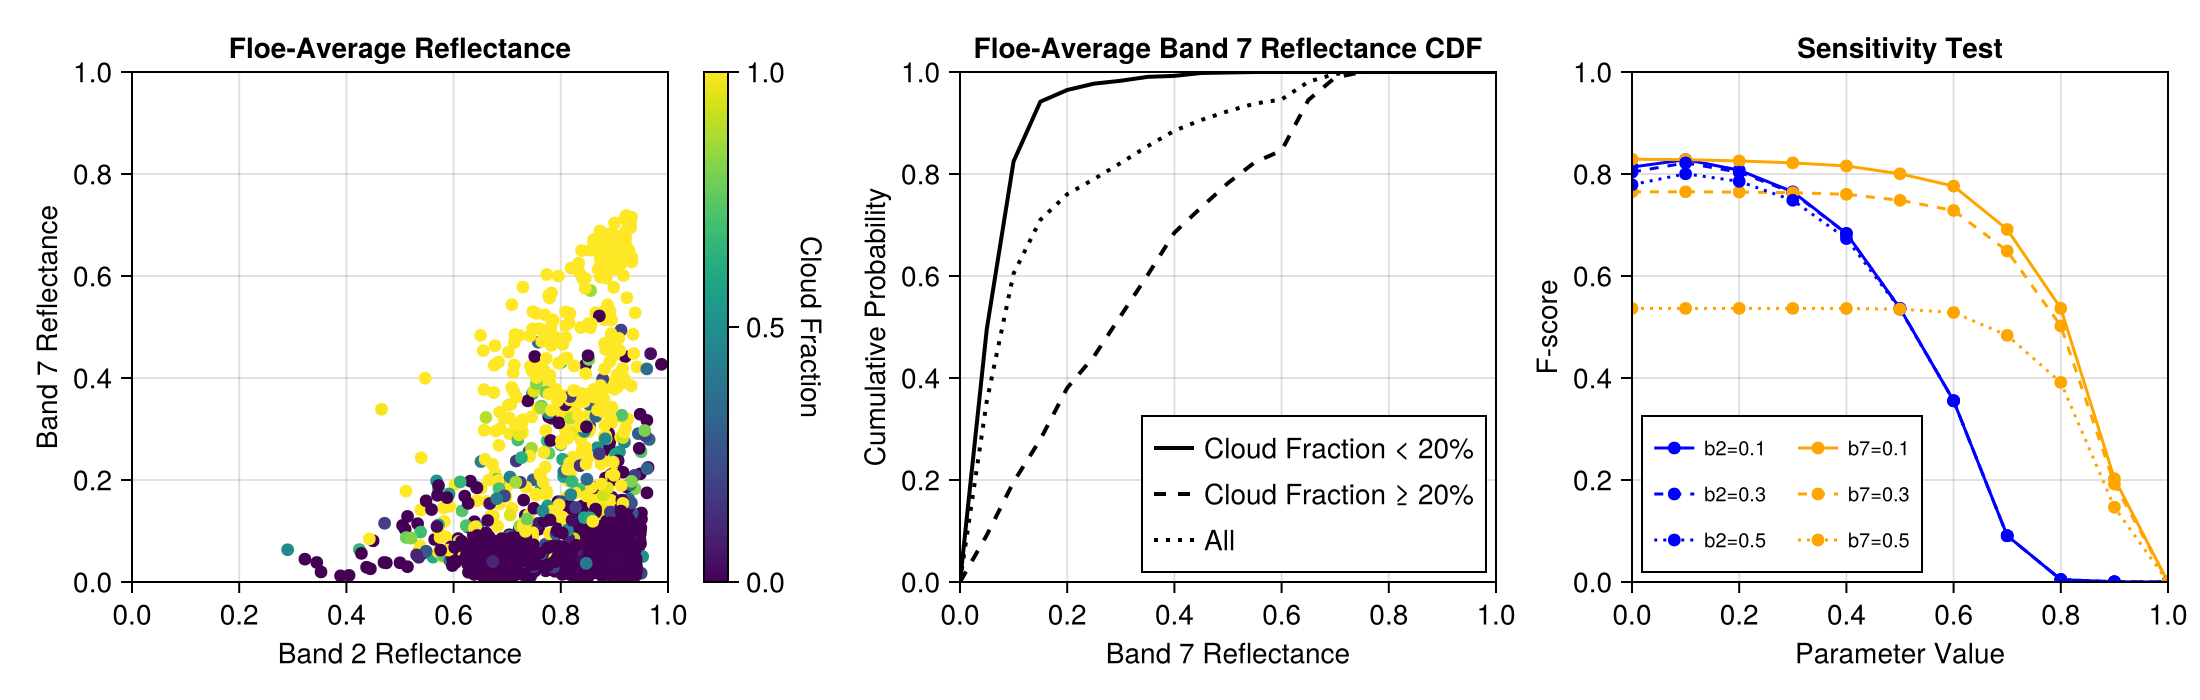 Floe-Average Reflectance
1.0
0.8
0.6
0.4
0.2
0.0
0.0 0.2 0.4 0.6 0.8 1.0
Band 7 Reflectance
Band 2 Reflectance
1.0
0.5
0.0
Cloud Fraction
Floe-Average Band 7 Reflectance CDF
1.0
0.8
0.6
0.4
0.2
0.0
0.0 0.2 0.4 0.6 0.8 1.0
Cumulative Probability
Band 7 Reflectance
Cloud Fraction < 20%
Cloud Fraction ≥ 20%
All
Sensitivity Test
1.0
0.8
0.6
0.4
0.2
0.0
0.0 0.2 0.4 0.6 0.8 1.0
F-score
Parameter Value
b2=0.1 b7=0.1
b2=0.3 b7=0.3
b2=0.5 b7=0.5